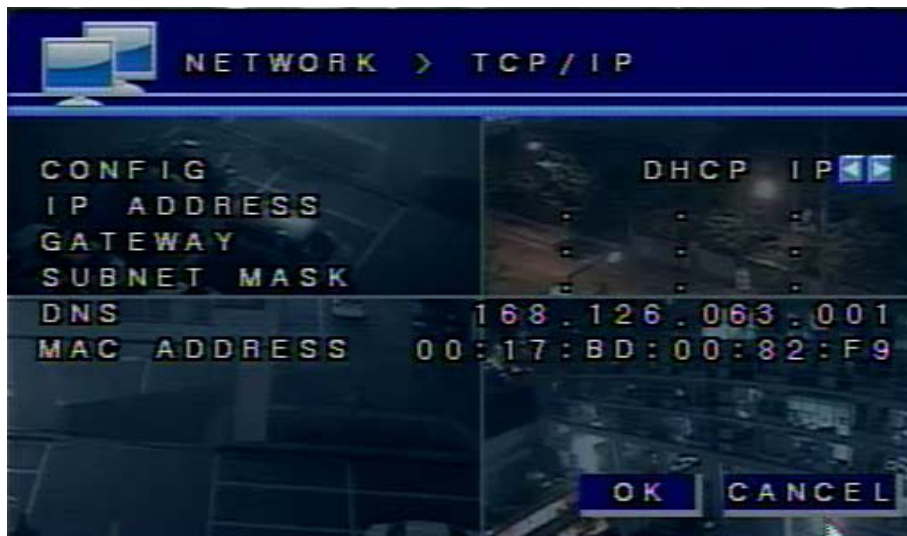 NETWORK > TCP/IP
CONFIG DHCP IP
IP ADDRESS . . .
GATEWAY . . .
SUBNET MASK . . .
DNS 168.126.063.001
MAC ADDRESS 00:17:BD:00:82:F9
OK CANCEL